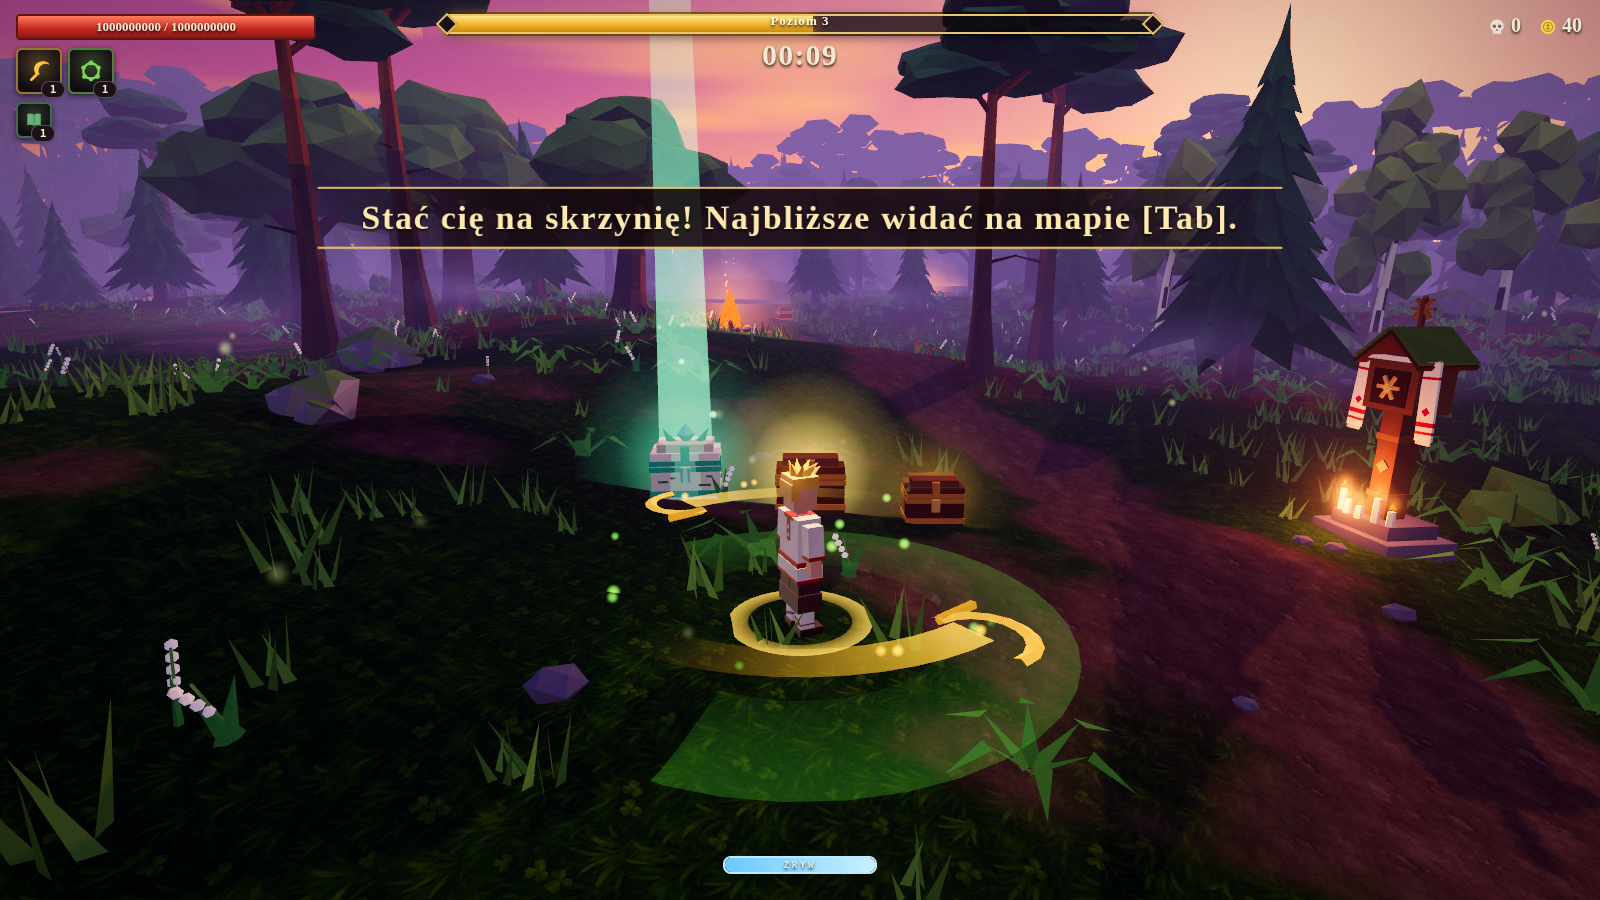 1000000000 / 1000000000
Poziom 3
00:09
0
40
1
1
1
Stać cię na skrzynię! Najbliższe widać na mapie [Tab].
ZRYW